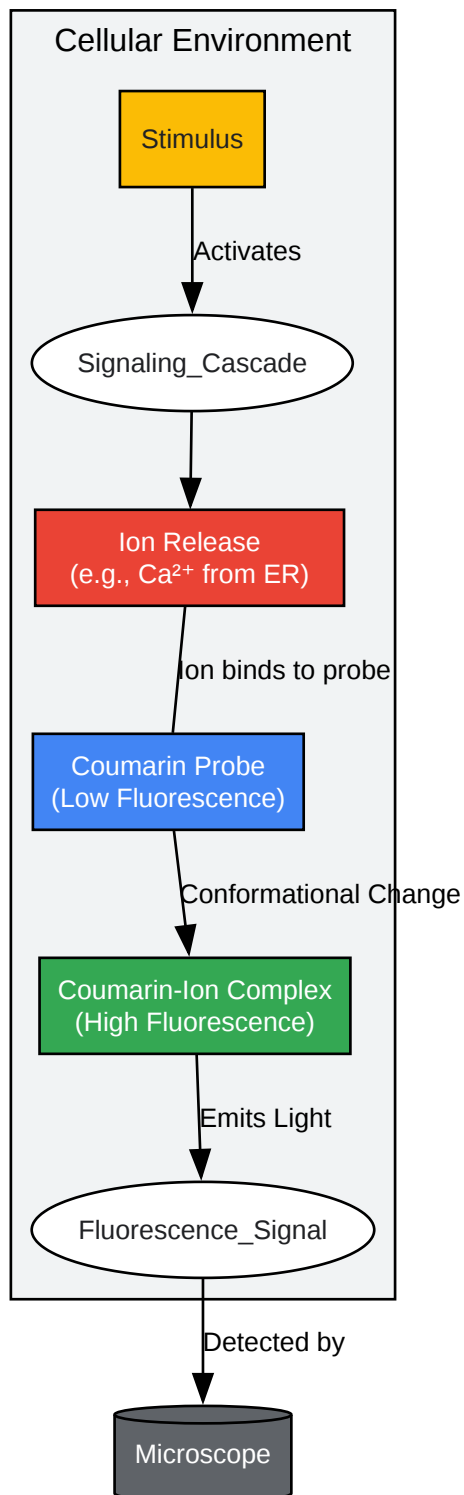 Cellular Environment
Stimulus
Activates
Signaling_Cascade
Ion Release
(e.g., Ca²⁺ from ER)
Ion binds to probe
Coumarin Probe
(Low Fluorescence)
Conformational Change
Coumarin-Ion Complex
(High Fluorescence)
Emits Light
Fluorescence_Signal
Detected by
Microscope